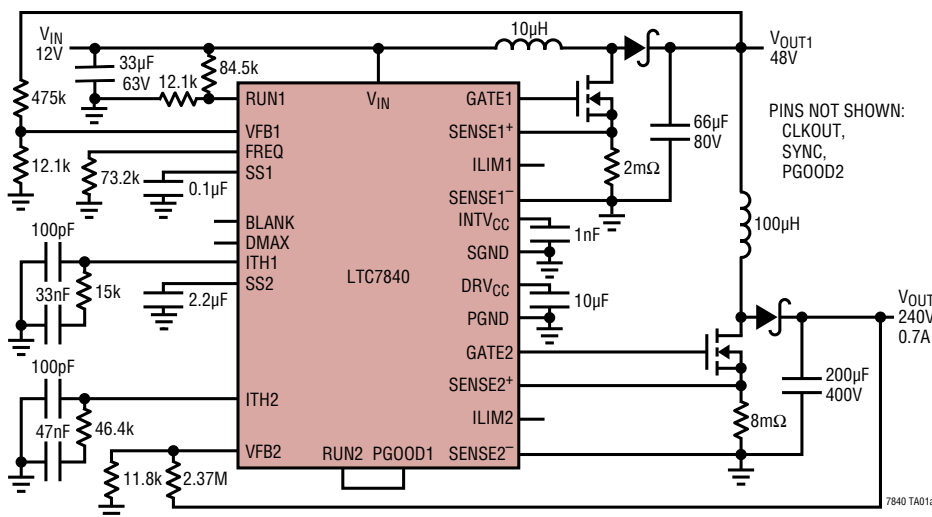 VIN
12V
10µH
VOUT1
48V
33µF
63V
84.5k
12.1k
475k
RUN1
VIN
GATE1
PINS NOT SHOWN:
CLKOUT,
SYNC,
PGOOD2
VFB1
SENSE1+
66µF
80V
FREQ
12.1k
73.2k
SS1
ILIM1
2mΩ
0.1µF
SENSE1–
100pF
BLANK
INTVCC
100µH
DMAX
1nF
ITH1
SGND
33nF
15k
LTC7840
SS2
2.2µF
DRVCC
10µF
VOUT
240V
0.7A
PGND
100pF
GATE2
SENSE2+
200µF
400V
ITH2
47nF
46.4k
ILIM2
8mΩ
VFB2
RUN2
PGOOD1
SENSE2–
11.8k
2.37M
7840 TA01a